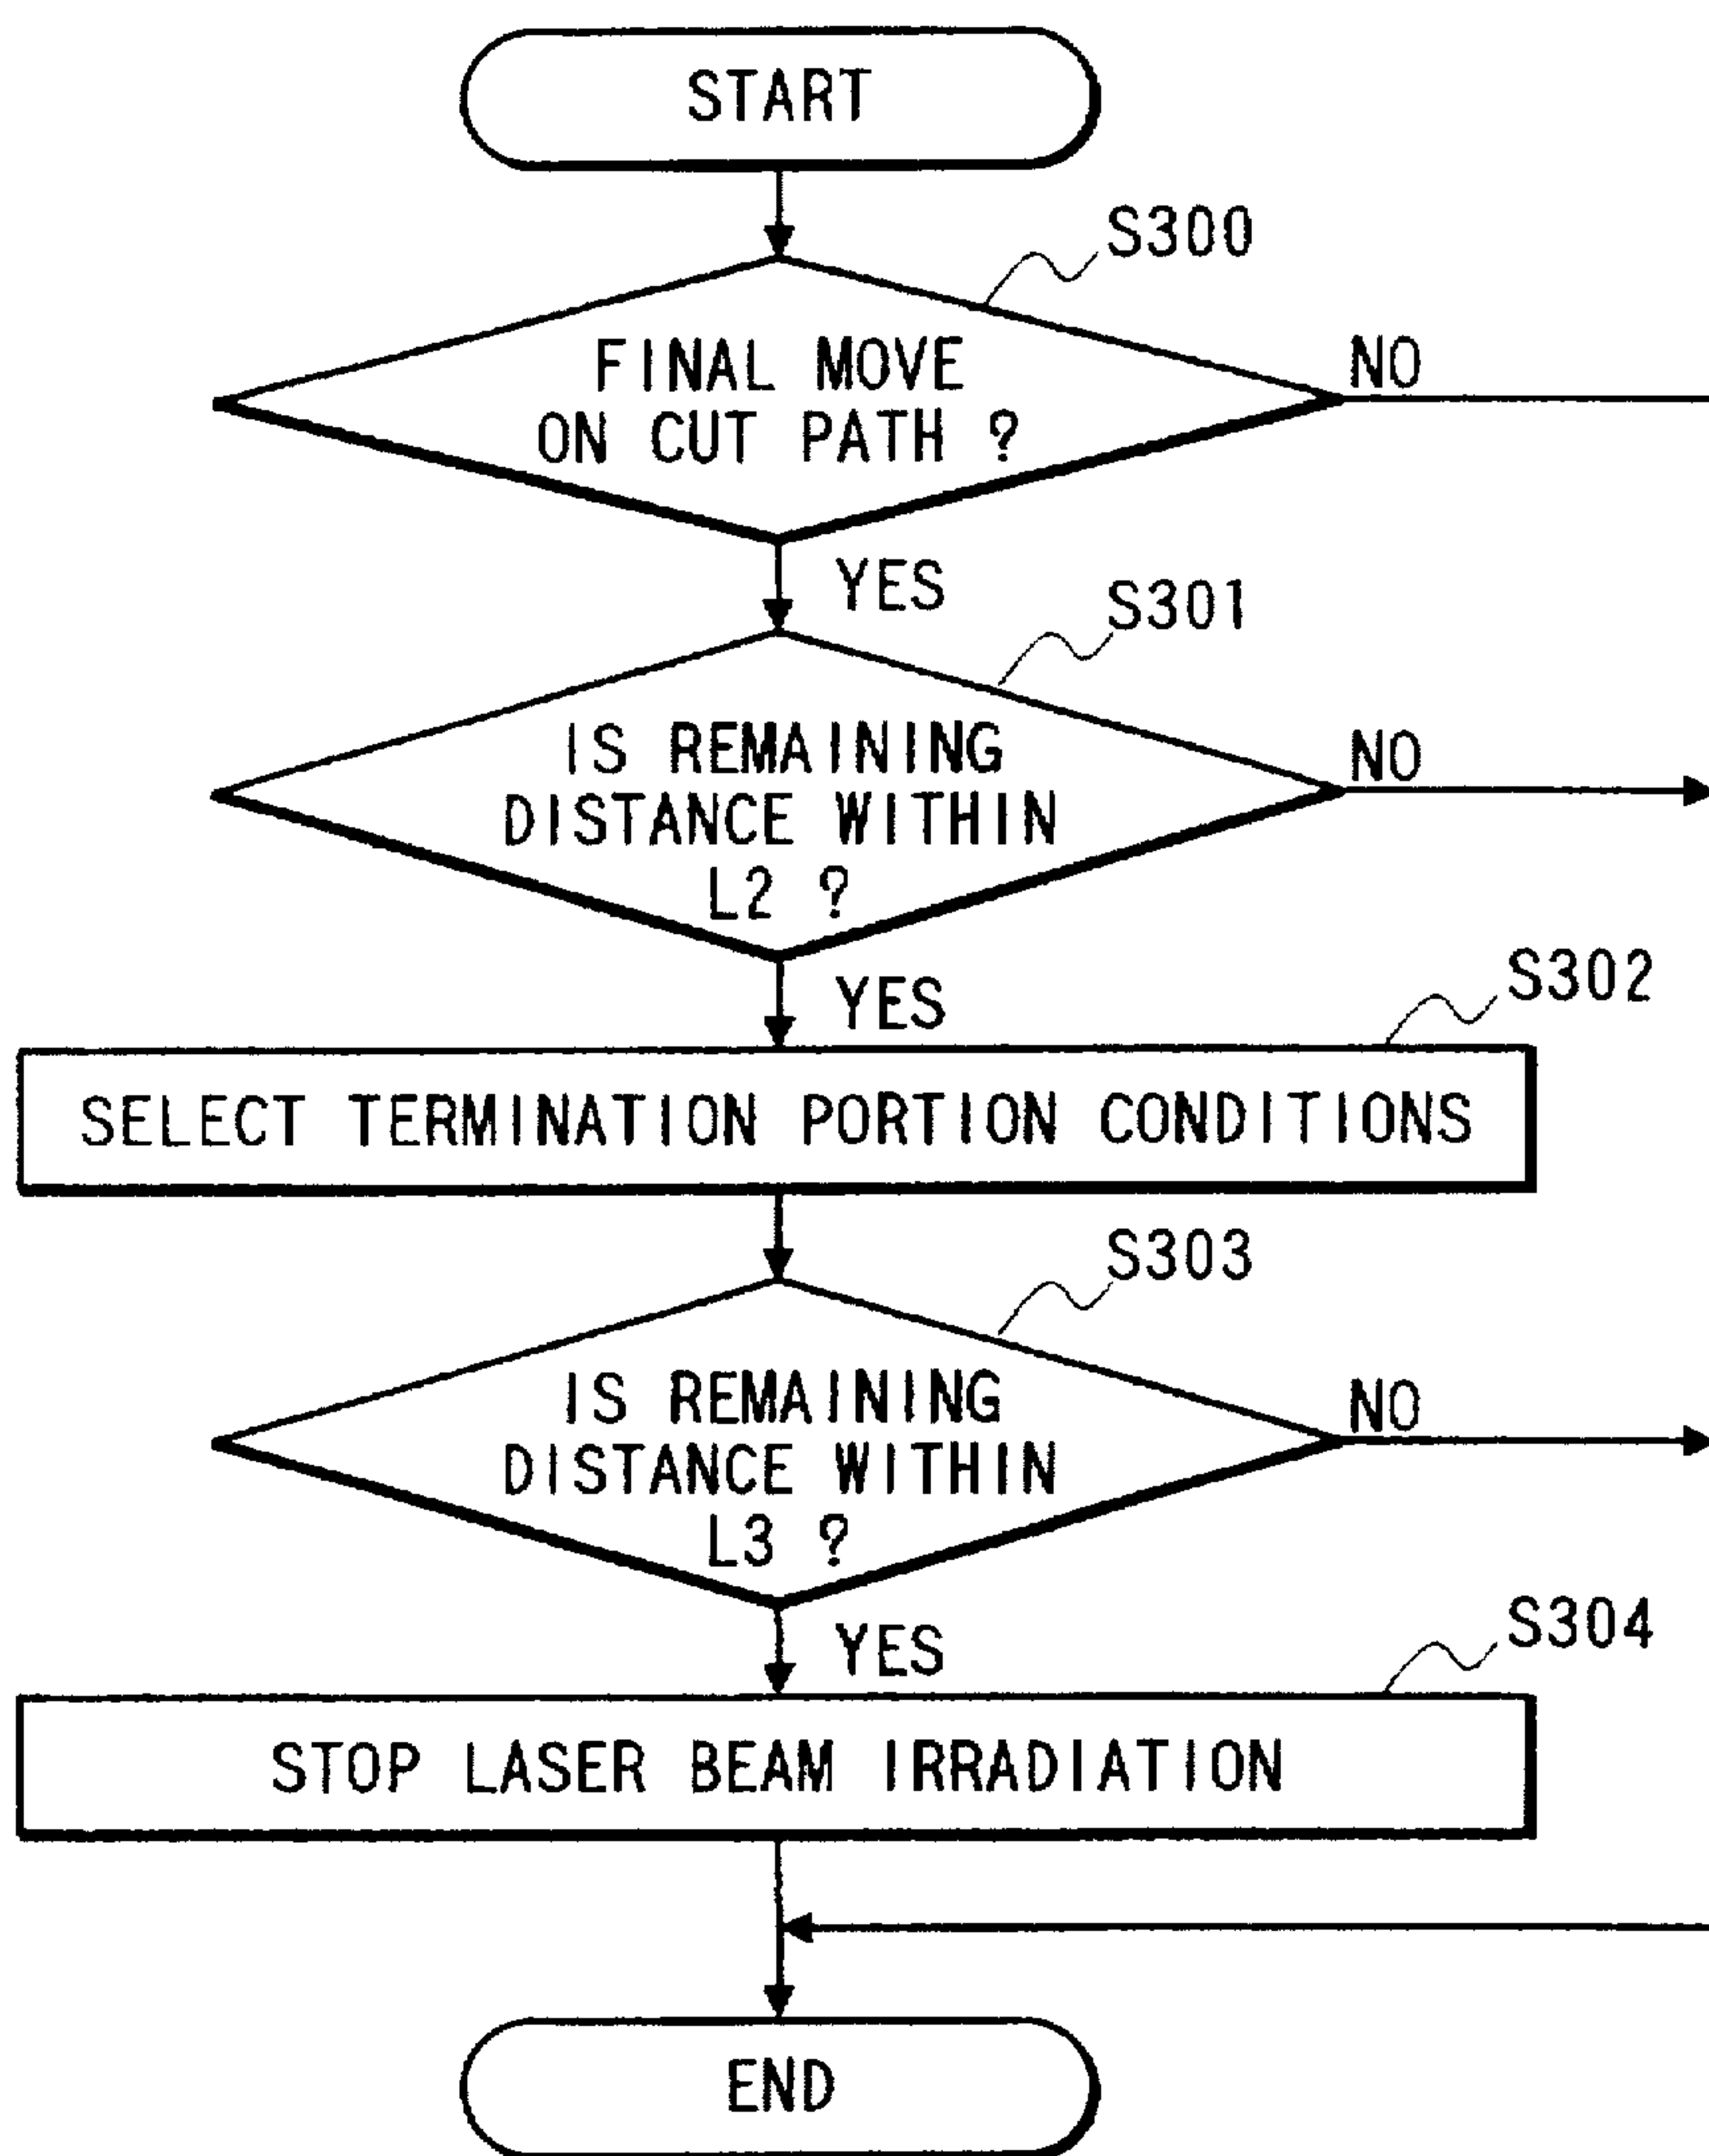 START
S300
FINAL MOVE
ON CUT PATH ?
NO
YES
S301
IS REMAINING
DISTANCE WITHIN
L2 ?
NO
YES
S302
SELECT TERMINATION PORTION CONDITIONS
S303
IS REMAINING
DISTANCE WITHIN
L3 ?
NO
YES
S304
STOP LASER BEAM IRRADIATION
END